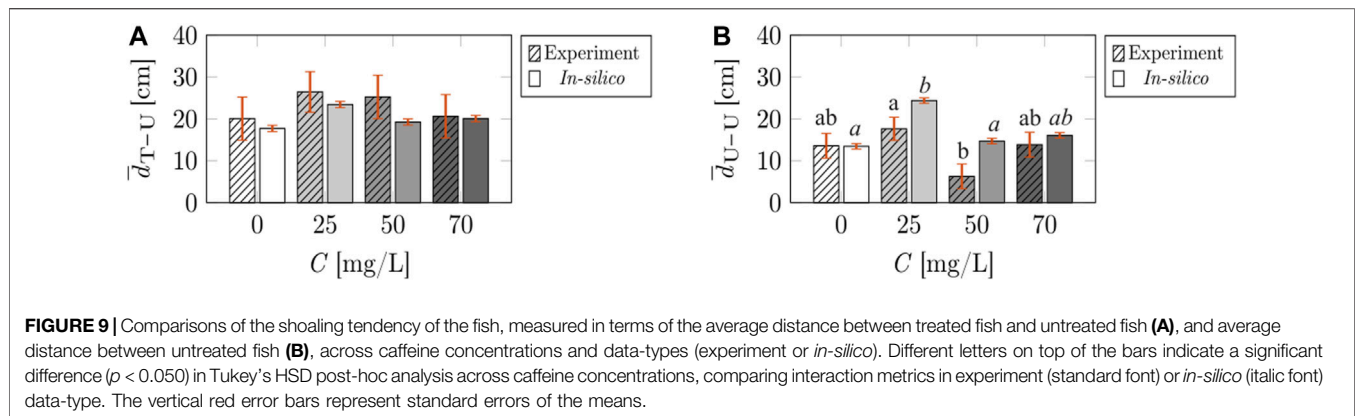 A
40
30
20
10
0
d̄T−U [cm]
0 25 50 70
C [mg/L]
Experiment
In-silico
B
40
30
20
10
0
d̄U−U [cm]
ab a a b b a ab ab
0 25 50 70
C [mg/L]
Experiment
In-silico
FIGURE 9 | Comparisons of the shoaling tendency of the fish, measured in terms of the average distance between treated fish and untreated fish (A), and average
distance between untreated fish (B), across caffeine concentrations and data-types (experiment or in-silico). Different letters on top of the bars indicate a significant
difference (p < 0.050) in Tukey's HSD post-hoc analysis across caffeine concentrations, comparing interaction metrics in experiment (standard font) or in-silico (italic font)
data-type. The vertical red error bars represent standard errors of the means.